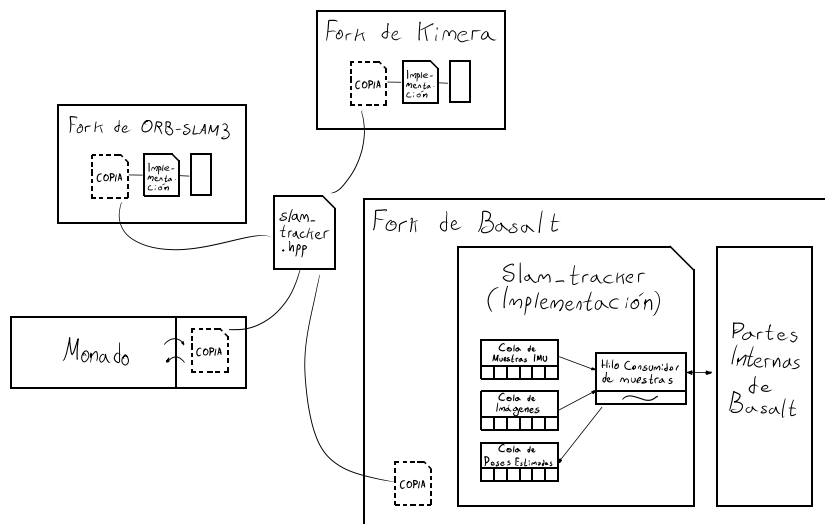 Fork de Kimera
COPIA
Imple-
menta-
ción
Fork de ORB-SLAM3
COPIA
Imple-
menta-
ción
slam_
tracker
.hpp
Monado
COPIA
Fork de Basalt
Slam_tracker
(Implementación)
Cola de
Muestras IMU
Cola de
Imágenes
Cola de
Poses Estimadas
Hilo Consumidor
de muestras
Partes
Internas
de
Basalt
COPIA